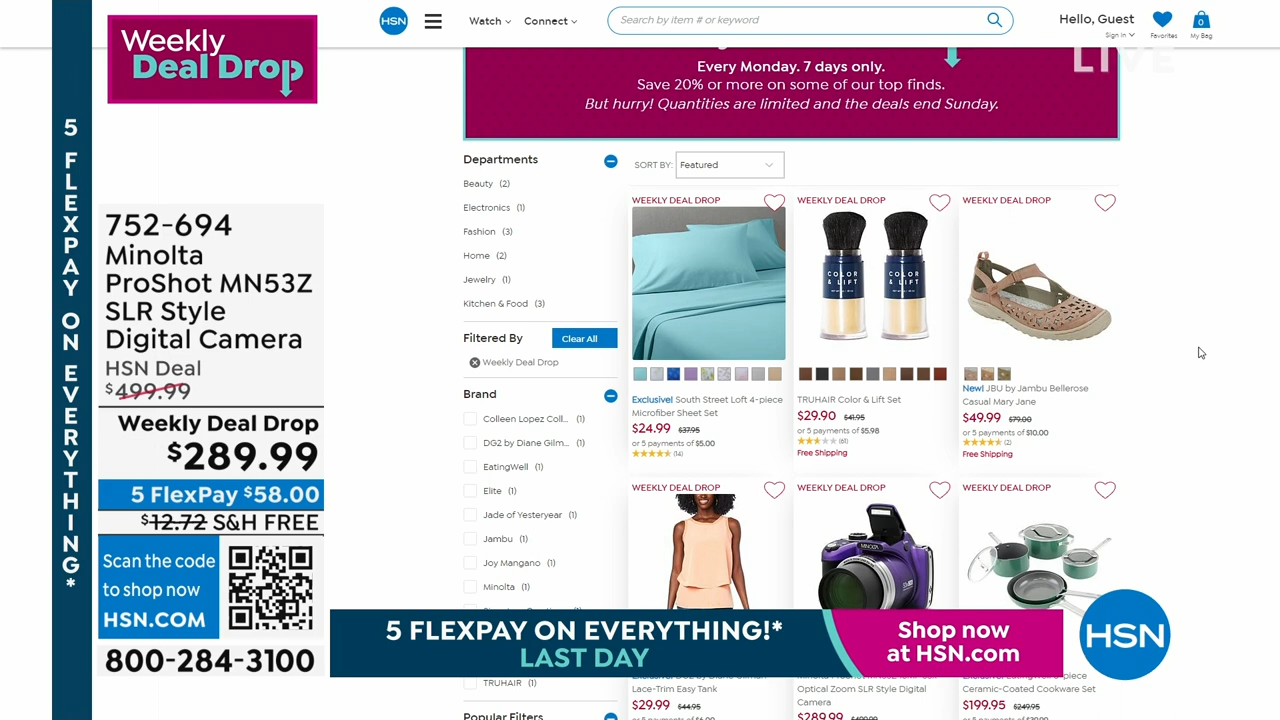 Weekly
Deal Drop
5 FLEXPAY ON EVERYTHING*
752-694
Minolta
ProShot MN53Z
SLR Style
Digital Camera
HSN Deal
$499.99
Weekly Deal Drop
$289.99
5 FlexPay $58.00
$12.72 S&H FREE
Scan the code
to shop now
HSN.COM
800-284-3100
HSN
Watch
Connect
Search by item # or keyword
Hello, Guest
Sign In
Favorites
0
My Bag
LIVE
Every Monday. 7 days only.
Save 20% or more on some of our top finds.
But hurry! Quantities are limited and the deals end Sunday.
Departments
Beauty (2)
Electronics (1)
Fashion (3)
Home (2)
Jewelry (1)
Kitchen & Food (3)
Filtered By
Clear All
Weekly Deal Drop
Brand
Colleen Lopez Coll... (1)
DG2 by Diane Gilm... (1)
EatingWell (1)
Elite (1)
Jade of Yesteryear (1)
Jambu (1)
Joy Mangano (1)
Minolta (1)
TRUHAIR (1)
Popular Filters
SORT BY: Featured
WEEKLY DEAL DROP
Exclusive! South Street Loft 4-piece
Microfiber Sheet Set
$24.99 $37.95
or 5 payments of $5.00
(14)
WEEKLY DEAL DROP
COLOR
& LIFT
COLOR
& LIFT
TRUHAIR Color & Lift Set
$29.90 $41.95
or 5 payments of $5.98
(61)
Free Shipping
WEEKLY DEAL DROP
New! JBU by Jambu Bellerose
Casual Mary Jane
$49.99 $79.00
or 5 payments of $10.00
(2)
Free Shipping
WEEKLY DEAL DROP
Lace-Trim Easy Tank
$29.99 $44.95
WEEKLY DEAL DROP
MINOLTA
Optical Zoom SLR Style Digital
Camera
$289.99 $499.99
WEEKLY DEAL DROP
Ceramic-Coated Cookware Set
$199.95 $249.95
5 FLEXPAY ON EVERYTHING!*
LAST DAY
Shop now
at HSN.com
HSN